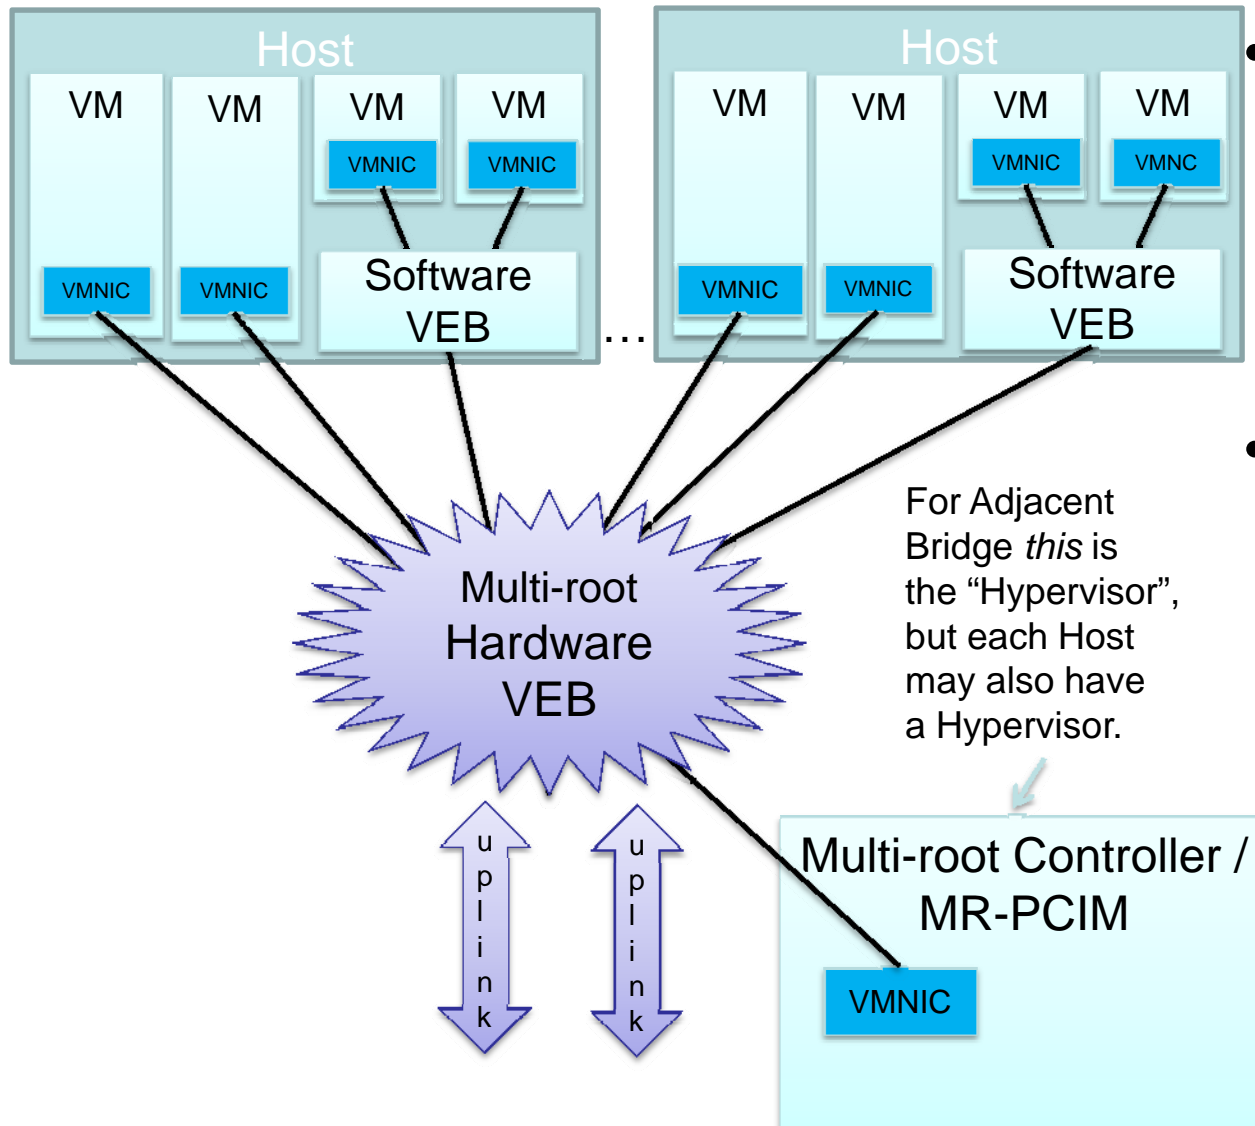 Host
VM
VM
VM
VM
VMNIC
VMNIC
VMNIC
VMNIC
Software
VEB
…
Host
VM
VM
VM
VM
VMNIC
VMNC
VMNIC
VMNIC
Software
VEB
•
•
For Adjacent
Bridge this is
the “Hypervisor”,
but each Host
may also have
a Hypervisor.
Multi-root
Hardware
VEB
uplink
uplink
Multi-root Controller /
MR-PCIM
VMNIC